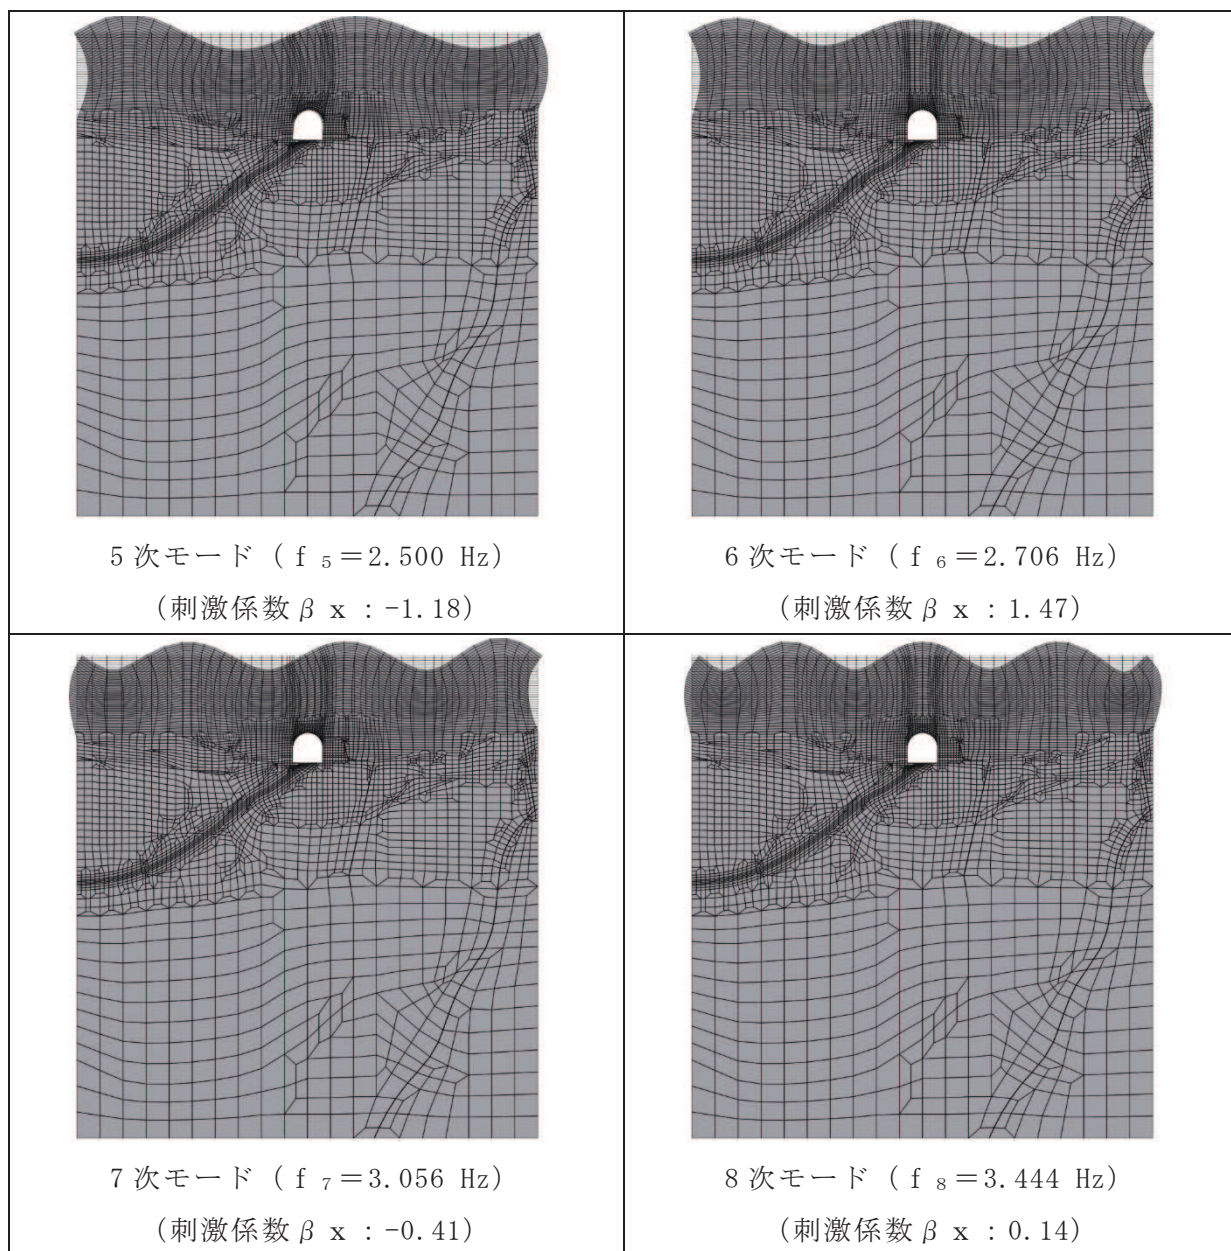 5次モード（ｆ₅＝2.500 Hz）
（刺激係数βｘ：-1.18）
6次モード（ｆ₆＝2.706 Hz）
（刺激係数βｘ：1.47）
7次モード（ｆ₇＝3.056 Hz）
（刺激係数βｘ：-0.41）
8次モード（ｆ₈＝3.444 Hz）
（刺激係数βｘ：0.14）